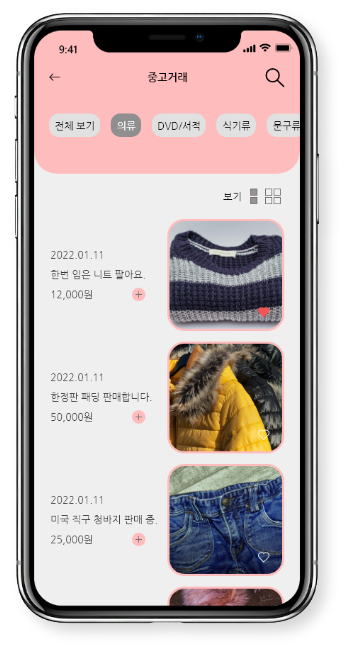 9:41
중고거래
전체 보기 의류 DVD/서적 식기류 문구류
보기
2022.01.11
한번 입은 니트 팔아요.
12,000원
2022.01.11
한정판 패딩 판매합니다.
50,000원
2022.01.11
미국 직구 청바지 판매 중.
25,000원